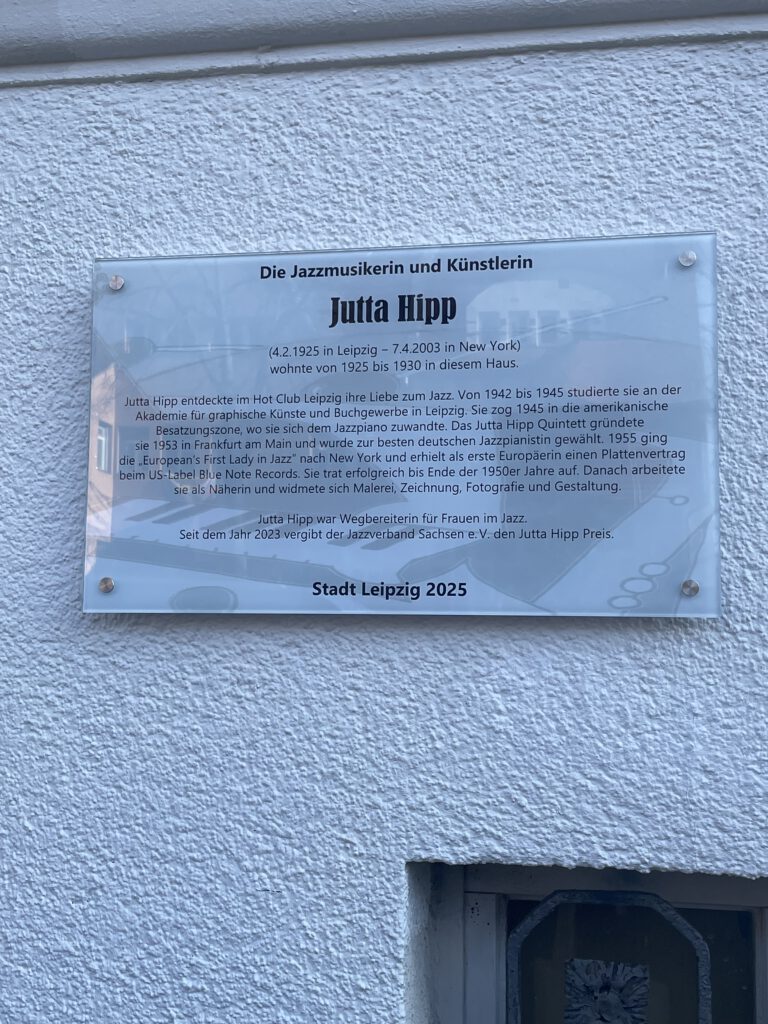 Die Jazzmusikerin und Künstlerin
Jutta Hipp
(4.2.1925 in Leipzig – 7.4.2003 in New York)
wohnte von 1925 bis 1930 in diesem Haus.
Jutta Hipp entdeckte im Hot Club Leipzig ihre Liebe zum Jazz. Von 1942 bis 1945 studierte sie an der
Akademie für graphische Künste und Buchgewerbe in Leipzig. Sie zog 1945 in die amerikanische
Besatzungszone, wo sie sich dem Jazzpiano zuwandte. Das Jutta Hipp Quintett gründete
sie 1953 in Frankfurt am Main und wurde zur besten deutschen Jazzpianistin gewählt. 1955 ging
die „European's First Lady in Jazz" nach New York und erhielt als erste Europäerin einen Plattenvertrag
beim US-Label Blue Note Records. Sie trat erfolgreich bis Ende der 1950er Jahre auf. Danach arbeitete
sie als Näherin und widmete sich Malerei, Zeichnung, Fotografie und Gestaltung.
Jutta Hipp war Wegbereiterin für Frauen im Jazz.
Seit dem Jahr 2023 vergibt der Jazzverband Sachsen e.V. den Jutta Hipp Preis.
Stadt Leipzig 2025